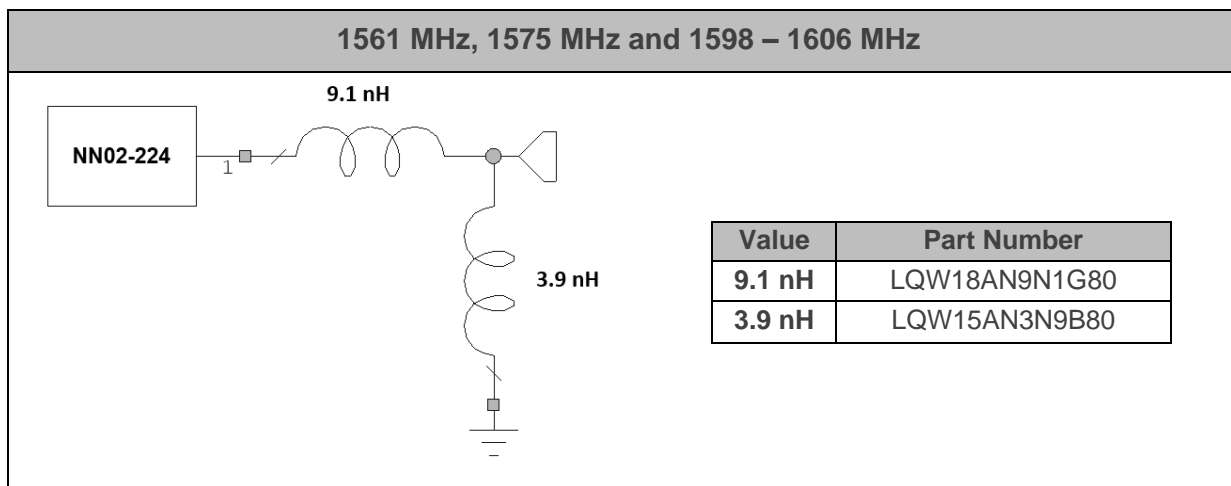 1561 MHz, 1575 MHz and 1598 – 1606 MHz
9.1 nH
NN02-224
1
3.9 nH
Value Part Number
9.1 nH LQW18AN9N1G80
3.9 nH LQW15AN3N9B80